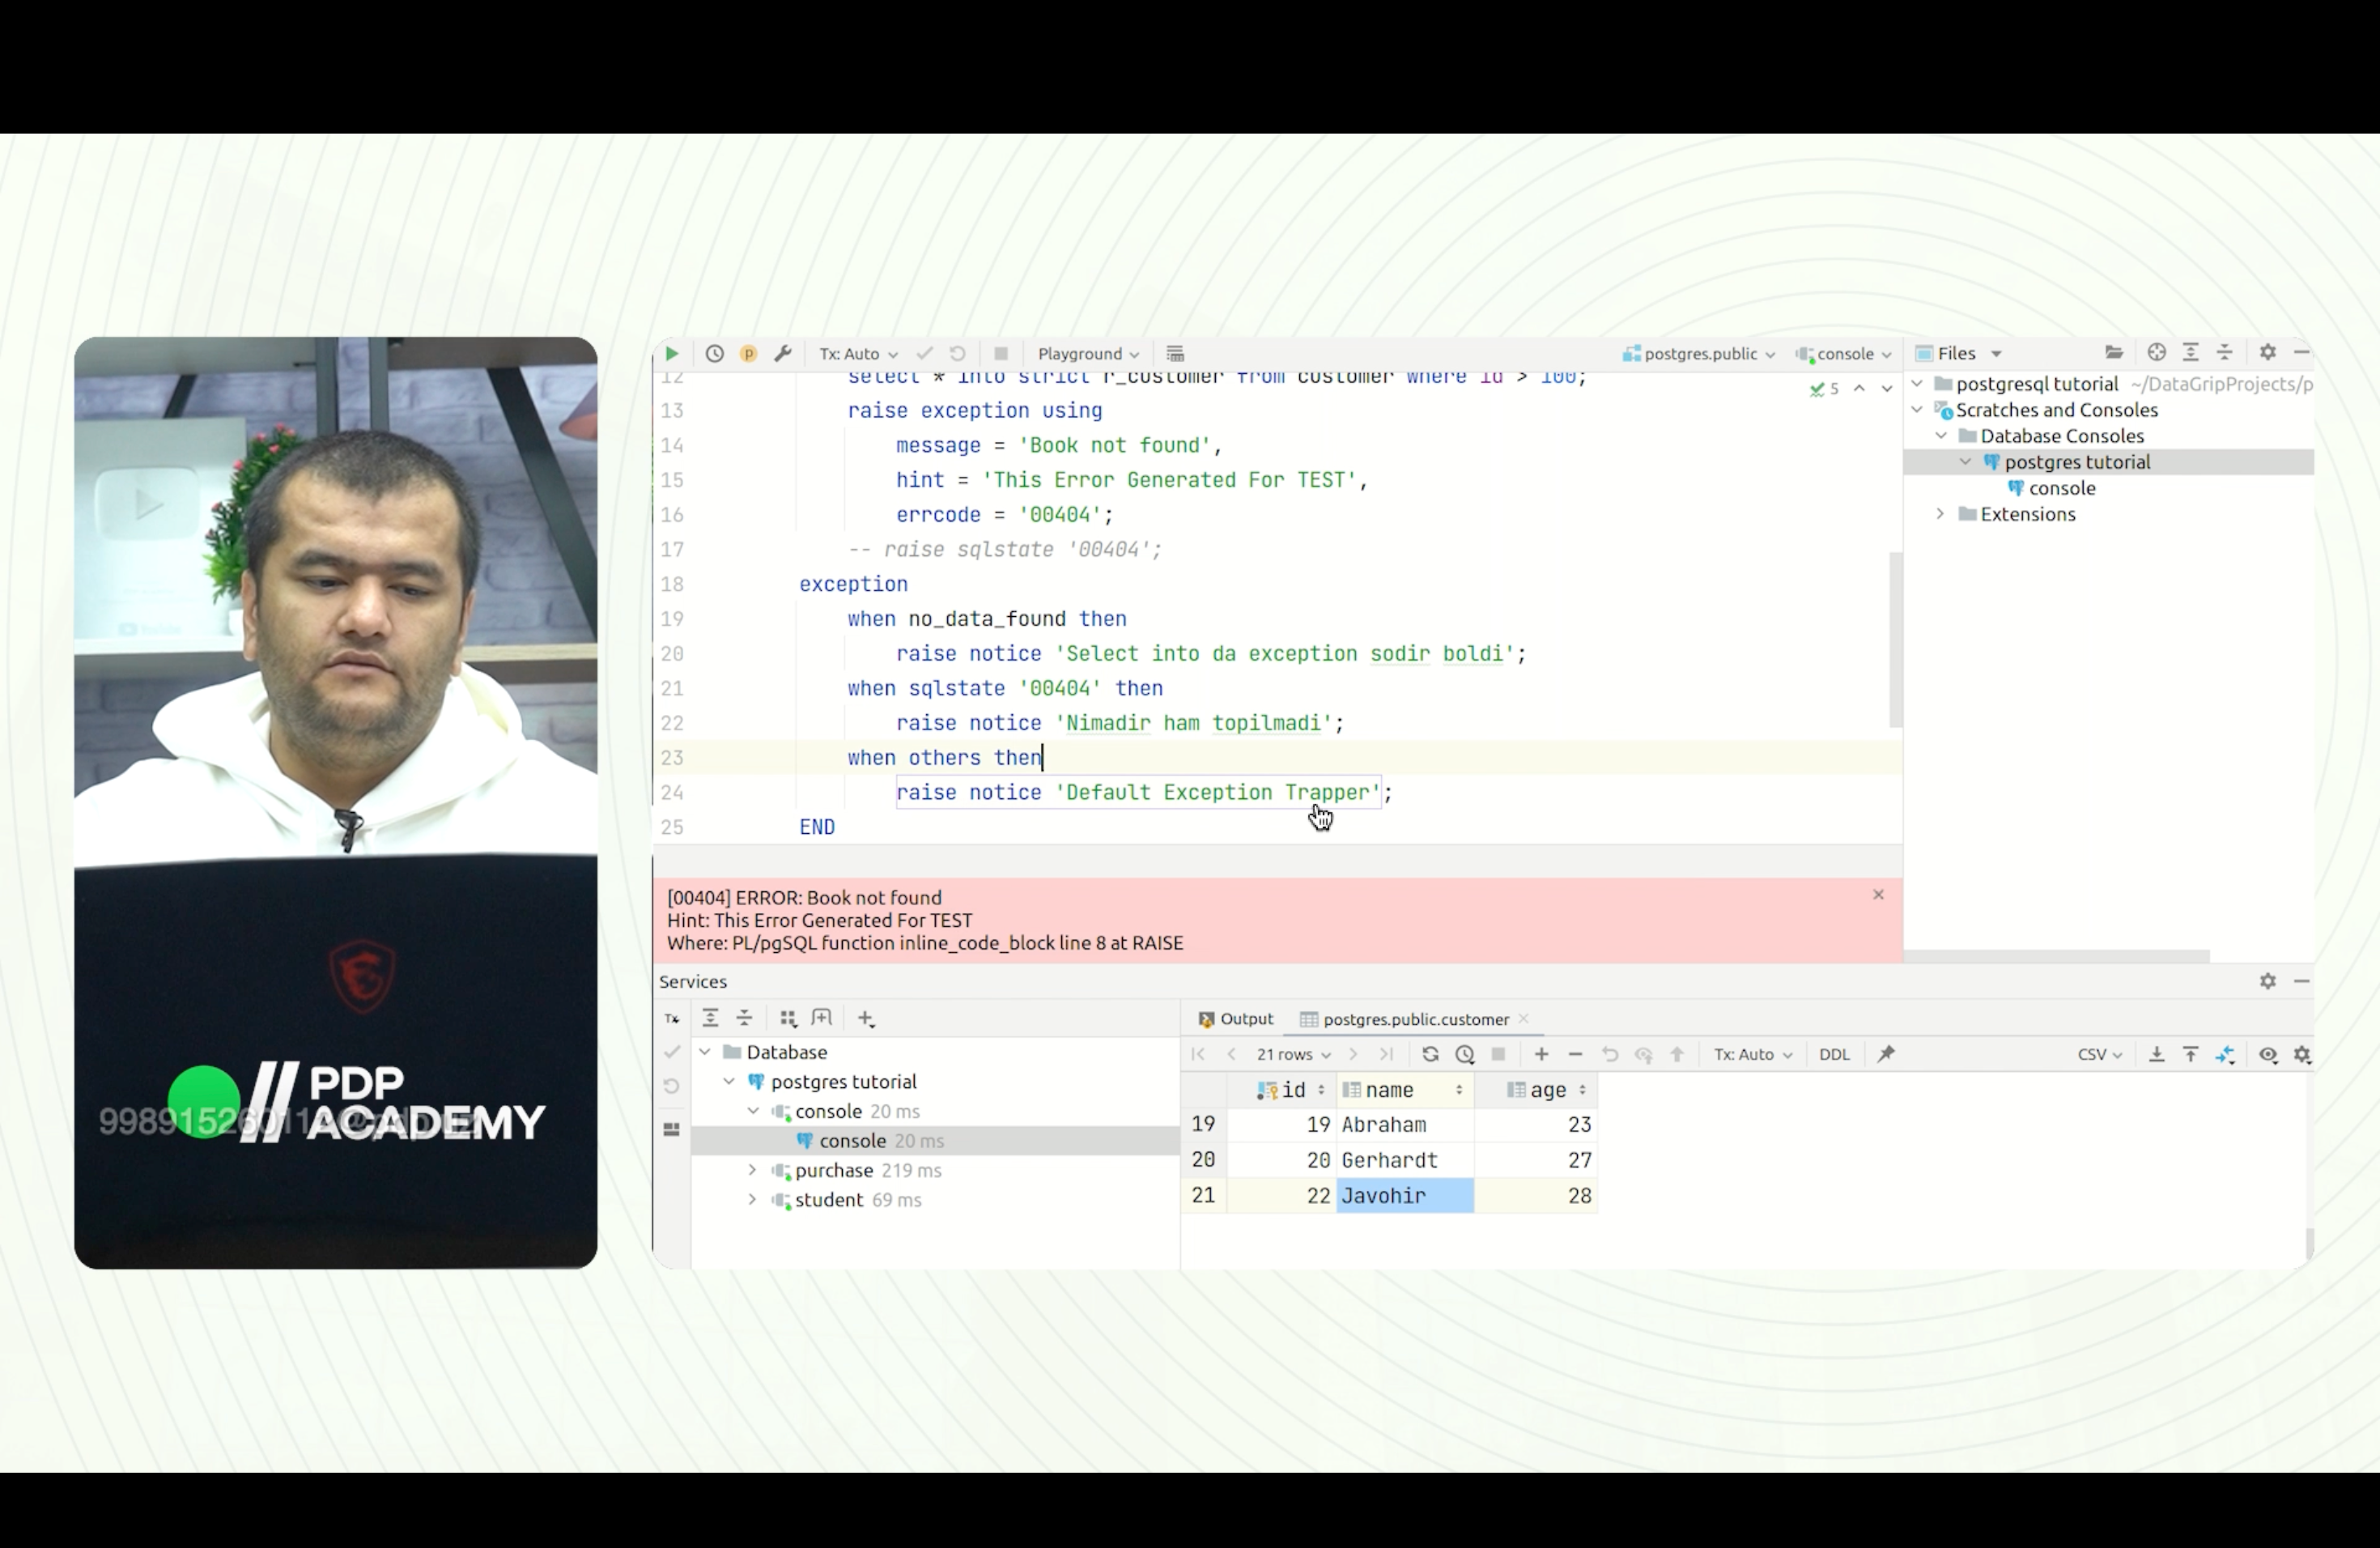 Tx: Auto
Playground
postgres.public
console
12 select * into strict r_customer from customer where id > 100;
13 raise exception using
14 message = 'Book not found',
15 hint = 'This Error Generated For TEST',
16 errcode = '00404';
17 -- raise sqlstate '00404';
18 exception
19 when no_data_found then
20 raise notice 'Select into da exception sodir boldi';
21 when sqlstate '00404' then
22 raise notice 'Nimadir ham topilmadi';
23 when others then
24 raise notice 'Default Exception Trapper';
25 END
5
[00404] ERROR: Book not found
Hint: This Error Generated For TEST
Where: PL/pgSQL function inline_code_block line 8 at RAISE
Files
postgresql tutorial ~/DataGripProjects/p
Scratches and Consoles
Database Consoles
postgres tutorial
console
Extensions
Services
Tx
Database
postgres tutorial
console 20 ms
console 20 ms
purchase 219 ms
student 69 ms
Output
postgres.public.customer
21 rows
Tx: Auto
DDL
CSV
id name age
19 19 Abraham 23
20 20 Gerhardt 27
21 22 Javohir 28
PDP
ACADEMY